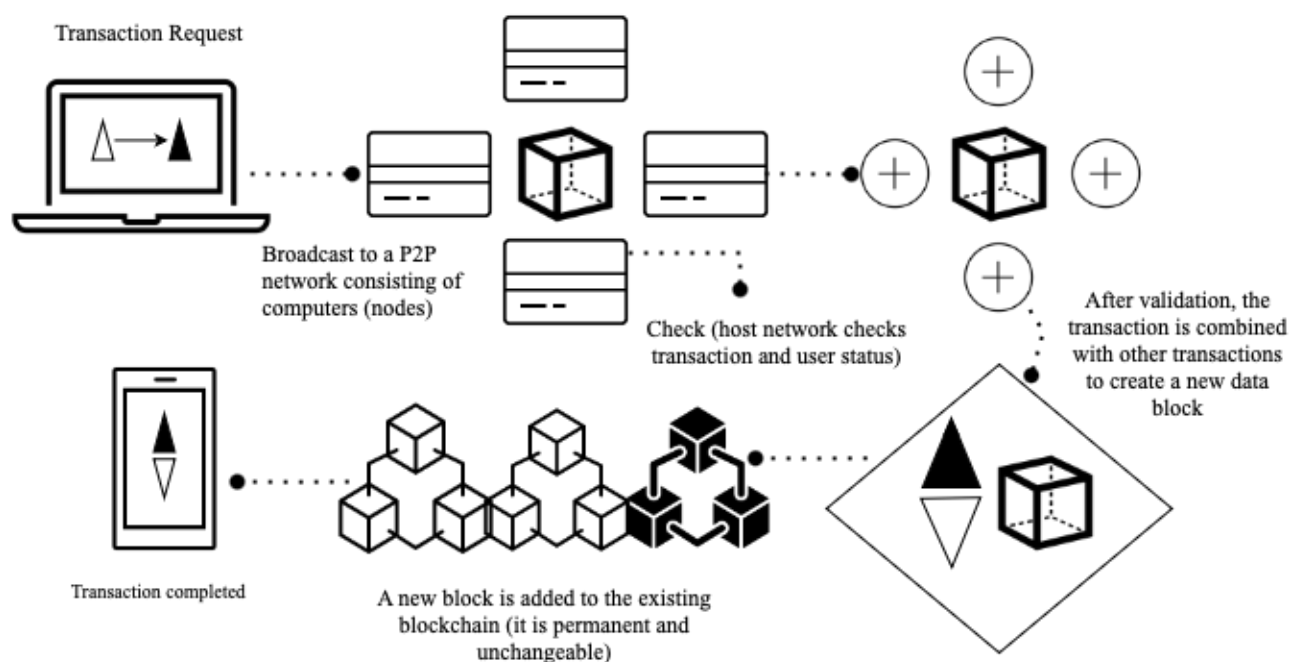 Transaction Request
Broadcast to a P2P
network consisting of
computers (nodes)
Check (host network checks
transaction and user status)
After validation, the
transaction is combined
with other transactions
to create a new data
block
A new block is added to the existing
blockchain (it is permanent and
unchangeable)
Transaction completed